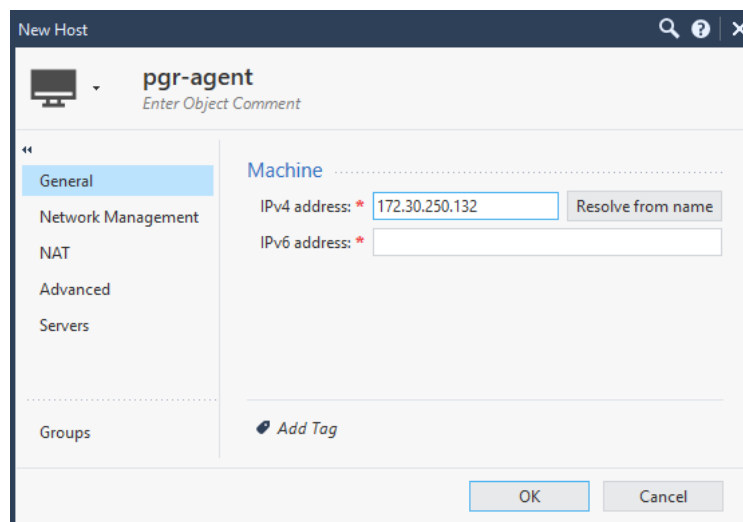 New Host
pgr-agent
Enter Object Comment
General
Network Management
NAT
Advanced
Servers
Groups
Machine
IPv4 address: * 172.30.250.132 Resolve from name
IPv6 address: *
Add Tag
OK Cancel